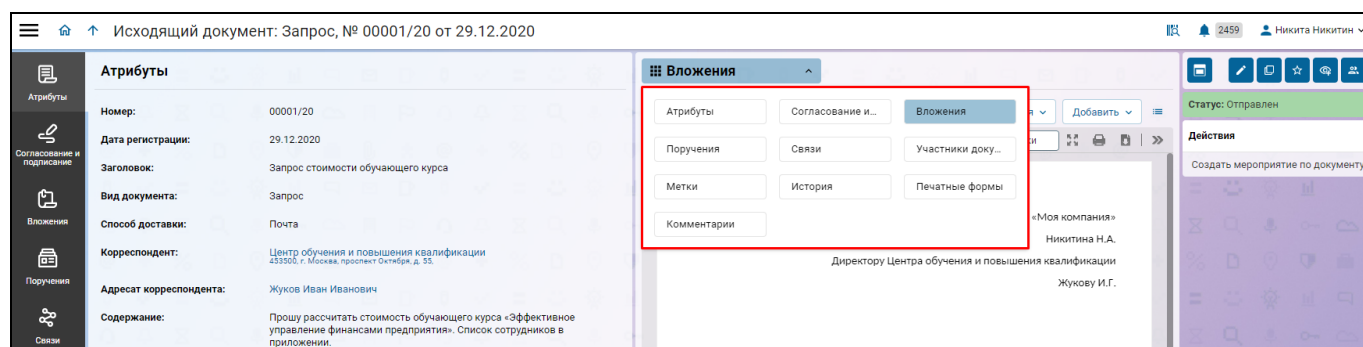 Исходящий документ: Запрос, № 00001/20 от 29.12.2020
2459
Никита Никитин
Атрибуты
Согласование и подписание
Вложения
Поручения
Связи
Атрибуты
Номер: 00001/20
Дата регистрации: 29.12.2020
Заголовок: Запрос стоимости обучающего курса
Вид документа: Запрос
Способ доставки: Почта
Корреспондент: Центр обучения и повышения квалификации
453500, г. Москва, проспект Октября, д. 55,
Адресат корреспондента: Жуков Иван Иванович
Содержание: Прошу рассчитать стоимость обучающего курса «Эффективное
управление финансами предприятия». Список сотрудников в
приложении.
Вложения
Атрибуты Согласование и... Вложения
Поручения Связи Участники доку...
Метки История Печатные формы
Комментарии
Добавить
«Моя компания»
Никитина Н.А.
Директору Центра обучения и повышения квалификации
Жукову И.Г.
Статус: Отправлен
Действия
Создать мероприятие по документу